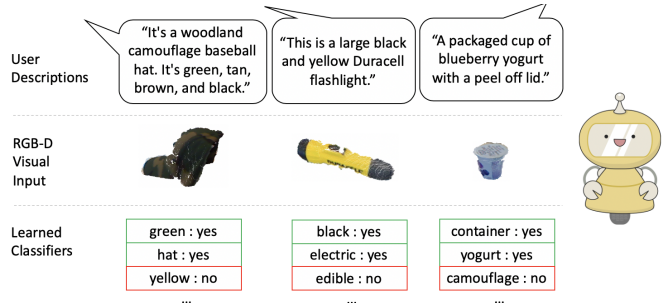 User
Descriptions
“It's a woodland
camouflage baseball
hat. It's green, tan,
brown, and black.”
“This is a large black
and yellow Duracell
flashlight.”
“A packaged cup of
blueberry yogurt
with a peel off lid.”
RGB-D
Visual
Input
Learned
Classifiers
green : yes
hat : yes
yellow : no
...
black : yes
electric : yes
edible : no
...
container : yes
yogurt : yes
camouflage : no
...